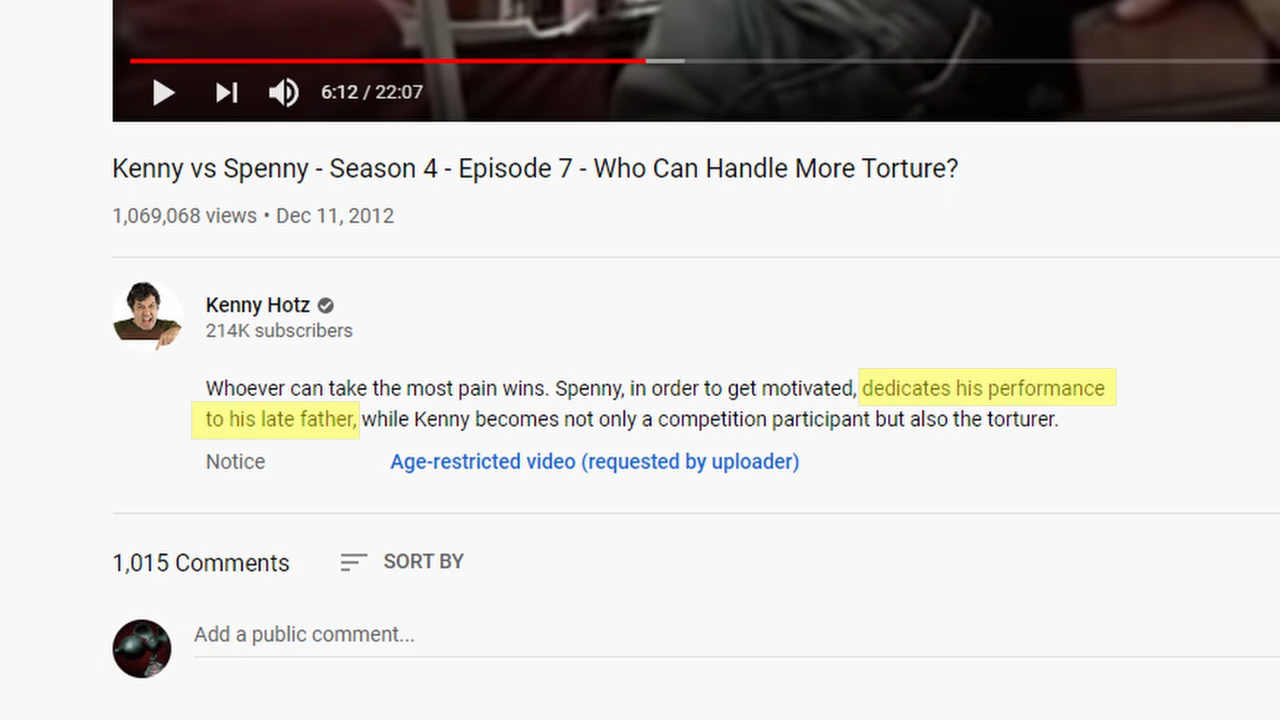 6:12 / 22:07
Kenny vs Spenny - Season 4 - Episode 7 - Who Can Handle More Torture?
1,069,068 views • Dec 11, 2012
Kenny Hotz
214K subscribers
Whoever can take the most pain wins. Spenny, in order to get motivated, dedicates his performance
to his late father, while Kenny becomes not only a competition participant but also the torturer.
Notice Age-restricted video (requested by uploader)
1,015 Comments SORT BY
Add a public comment...